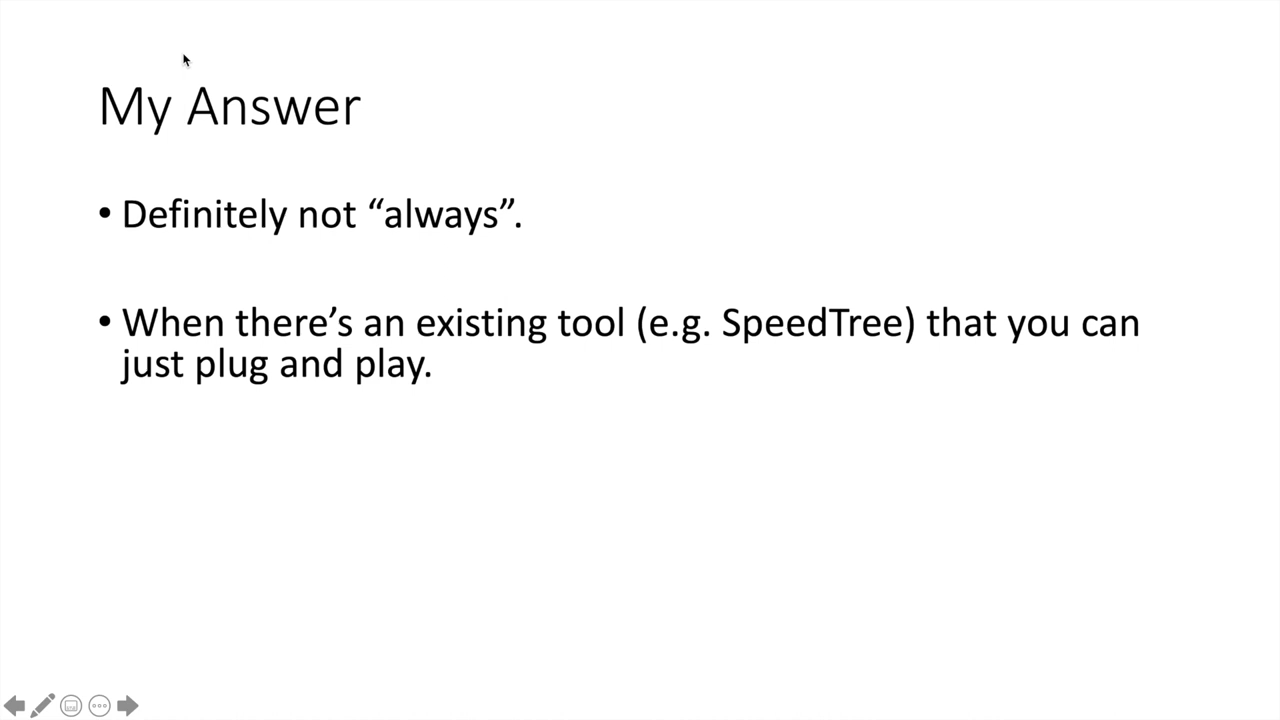 My Answer
• Definitely not “always”.
• When there’s an existing tool (e.g. SpeedTree) that you can
just plug and play.